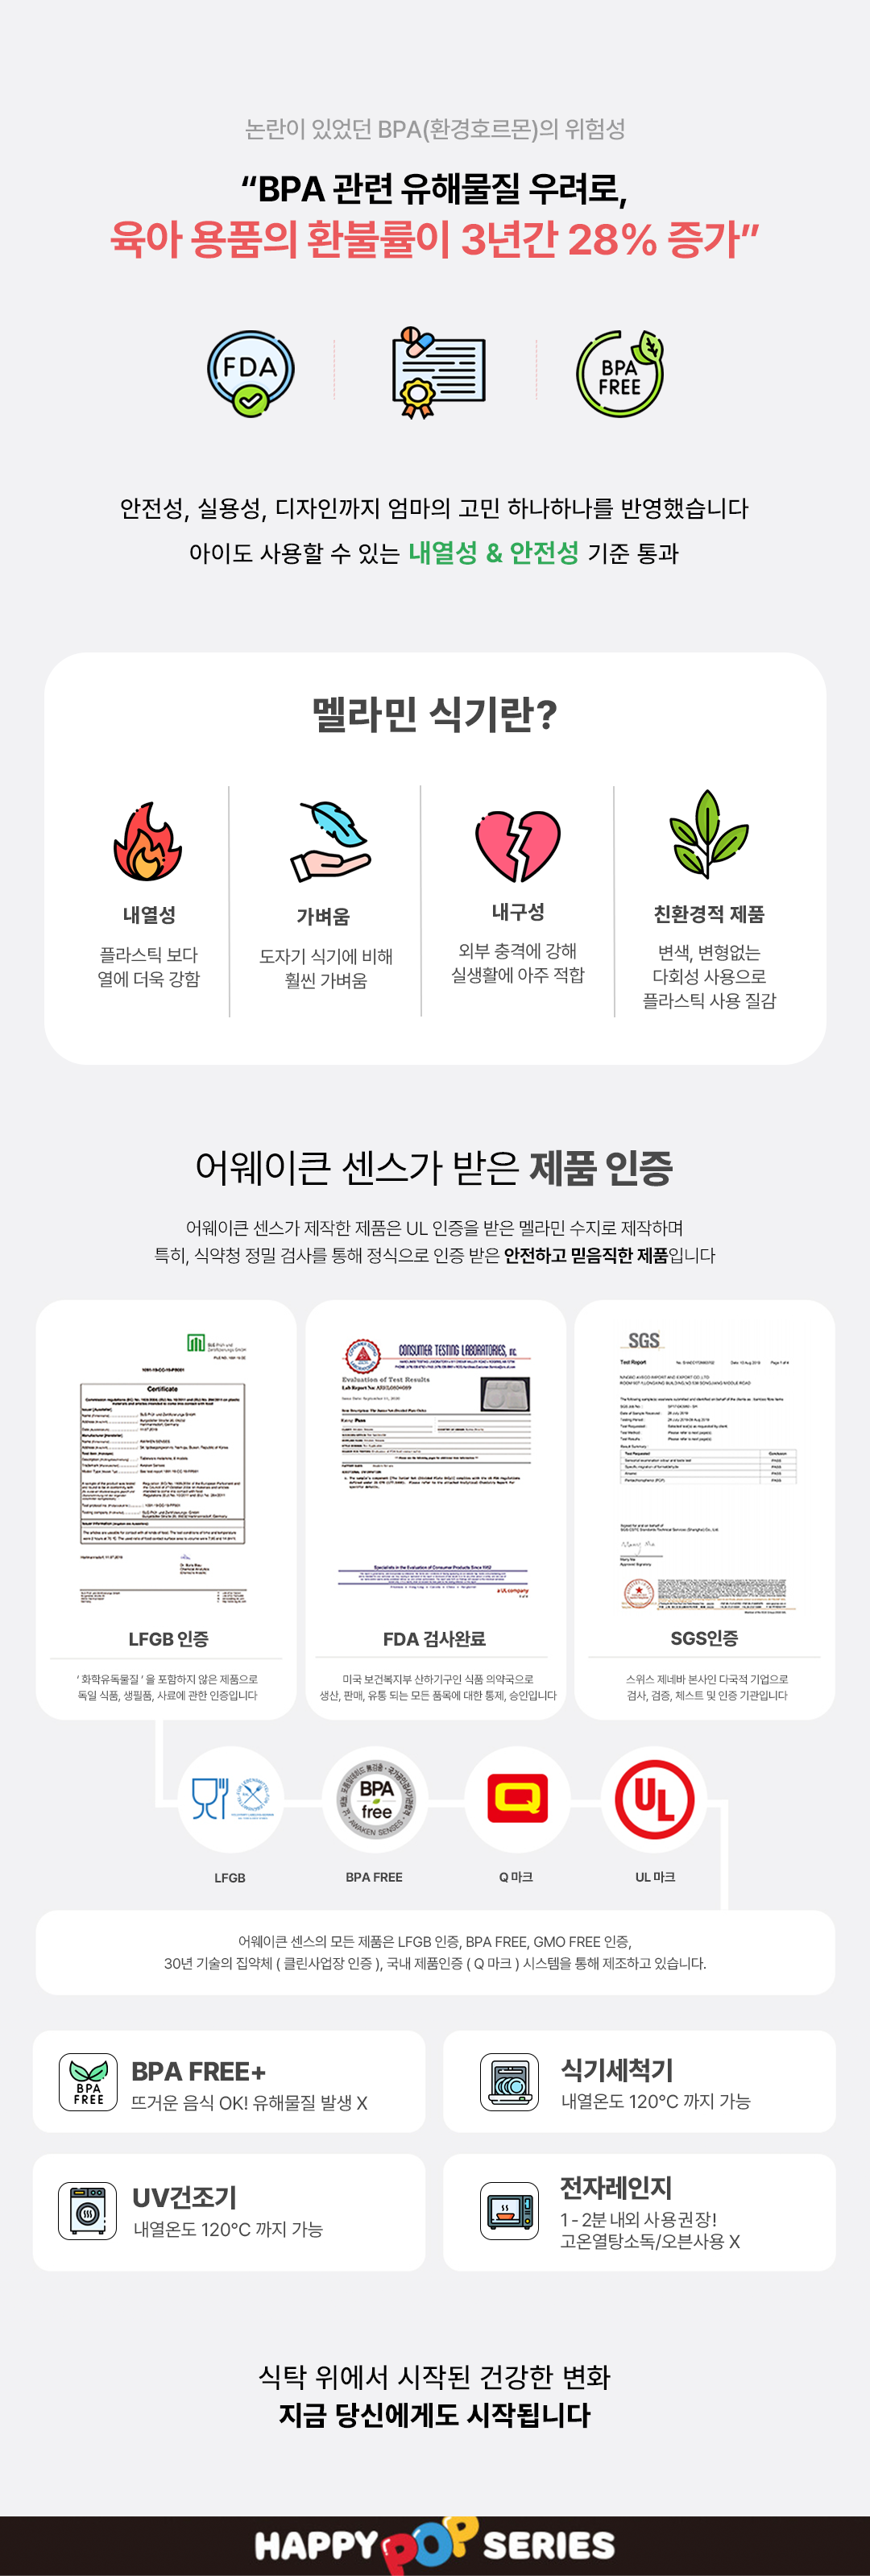 논란이 있었던 BPA(환경호르몬)의 위험성
“BPA 관련 유해물질 우려로,
육아 용품의 환불률이 3년간 28% 증가”
FDA
BPA
FREE
안전성, 실용성, 디자인까지 엄마의 고민 하나하나를 반영했습니다
아이도 사용할 수 있는 내열성 & 안전성 기준 통과
멜라민 식기란?
내열성
플라스틱 보다
열에 더욱 강함
가벼움
도자기 식기에 비해
훨씬 가벼움
내구성
외부 충격에 강해
실생활에 아주 적합
친환경적 제품
변색, 변형없는
다회성 사용으로
플라스틱 사용 질감
어웨이큰 센스가 받은 제품 인증
어웨이큰 센스가 제작한 제품은 UL 인증을 받은 멜라민 수지로 제작하며
특히, 식약청 정밀 검사를 통해 정식으로 인증 받은 안전하고 믿음직한 제품입니다
Certificate
CONSUMER TESTING LABORATORIES, INC.
Evaluation of Test Results
SGS
Test Report
LFGB 인증
‘ 화학유독물질 ‘ 을 포함하지 않은 제품으로
독일 식품, 생필품, 사료에 관한 인증입니다
FDA 검사완료
미국 보건복지부 산하기구인 식품 의약국으로
생산, 판매, 유통 되는 모든 품목에 대한 통제, 승인입니다
SGS인증
스위스 제네바 본사인 다국적 기업으로
검사, 검증, 체스트 및 인증 기관입니다
BPA
free
AWAKEN SENSES
Q
UL
LFGB
BPA FREE
Q 마크
UL 마크
어웨이큰 센스의 모든 제품은 LFGB 인증, BPA FREE, GMO FREE 인증,
30년 기술의 집약체 ( 클린사업장 인증 ), 국내 제품인증 ( Q 마크 ) 시스템을 통해 제조하고 있습니다.
BPA
FREE
BPA FREE+
뜨거운 음식 OK! 유해물질 발생 X
식기세척기
내열온도 120°C 까지 가능
UV건조기
내열온도 120°C 까지 가능
전자레인지
1 - 2분 내외 사용권장!
고온열탕소독/오븐사용 X
식탁 위에서 시작된 건강한 변화
지금 당신에게도 시작됩니다
HAPPY POP SERIES